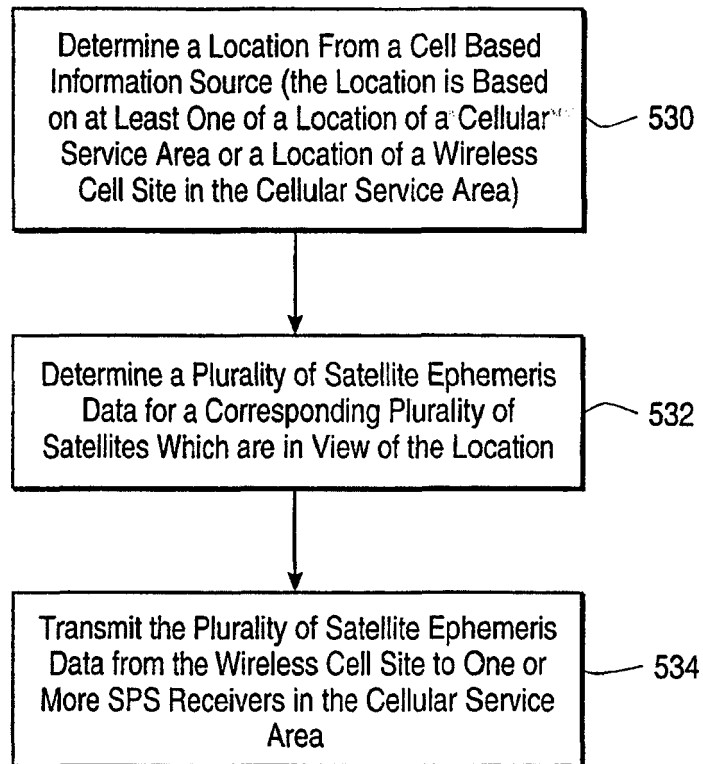 Determine a Location From a Cell Based
Information Source (the Location is Based
on at Least One of a Location of a Cellular
Service Area or a Location of a Wireless
Cell Site in the Cellular Service Area)
530
Determine a Plurality of Satellite Ephemeris
Data for a Corresponding Plurality of
Satellites Which are in View of the Location
532
Transmit the Plurality of Satellite Ephemeris
Data from the Wireless Cell Site to One or
More SPS Receivers in the Cellular Service
Area
534